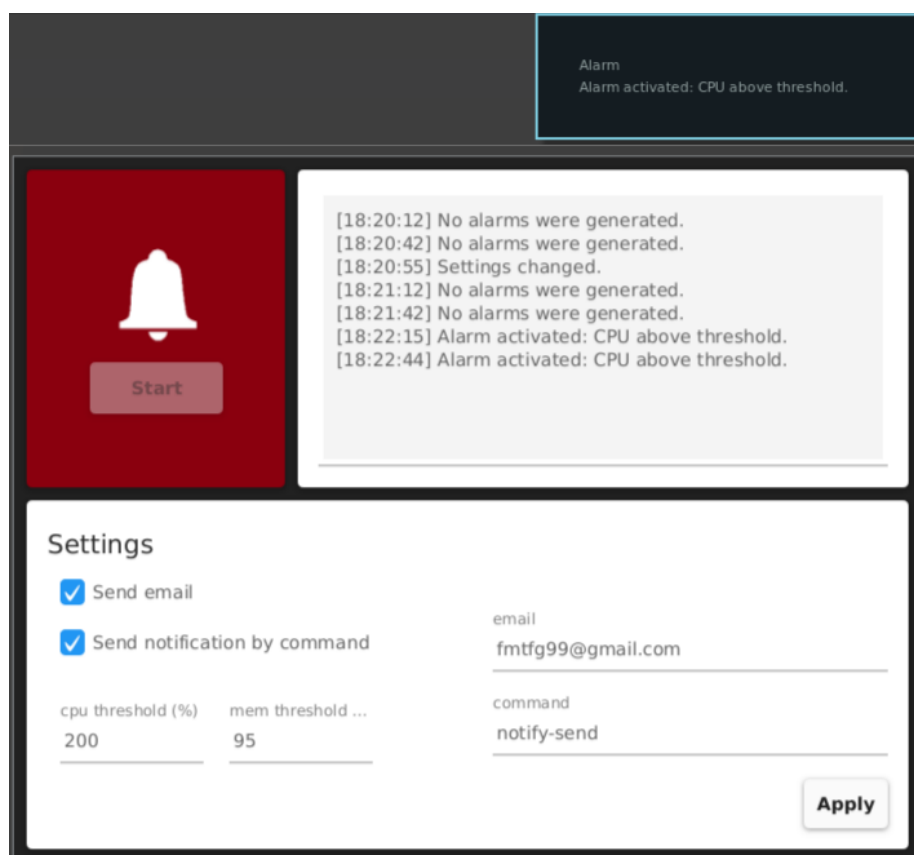 Alarm
Alarm activated: CPU above threshold.
Start
[18:20:12] No alarms were generated.
[18:20:42] No alarms were generated.
[18:20:55] Settings changed.
[18:21:12] No alarms were generated.
[18:21:42] No alarms were generated.
[18:22:15] Alarm activated: CPU above threshold.
[18:22:44] Alarm activated: CPU above threshold.
Settings
Send email
Send notification by command
cpu threshold (%)
200
mem threshold ...
95
email
fmtfg99@gmail.com
command
notify-send
Apply